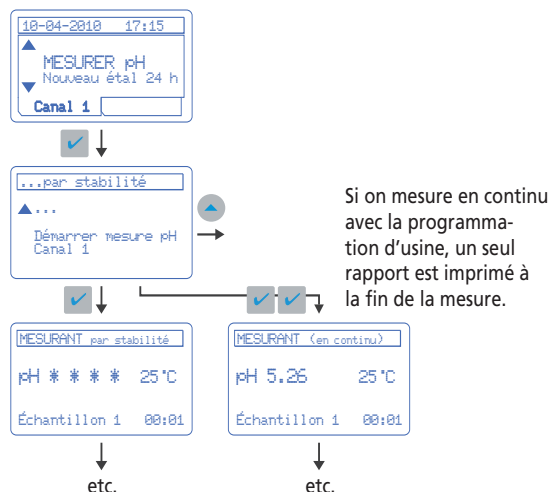 10-04-2010 17:15
MESURER pH
Nouveau étal 24 h
Canal 1
...par stabilité
...
Démarrer mesure pH
Canal 1
Si on mesure en continu
avec la programma-
tion d'usine, un seul
rapport est imprimé à
la fin de la mesure.
MESURANT par stabilité
pH * * * * 25°C
Échantillon 1 00:01
MESURANT (en continu)
pH 5.26 25°C
Échantillon 1 00:01
etc.
etc.